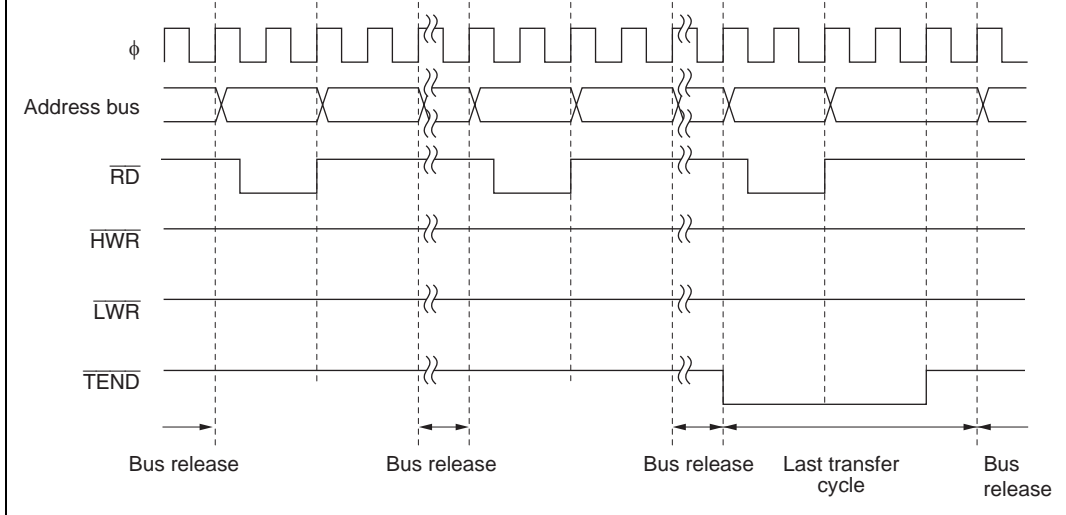 φ
Address bus
RD
HWR
LWR
TEND
Bus release
Bus release
Bus release
Last transfer
cycle
Bus
release